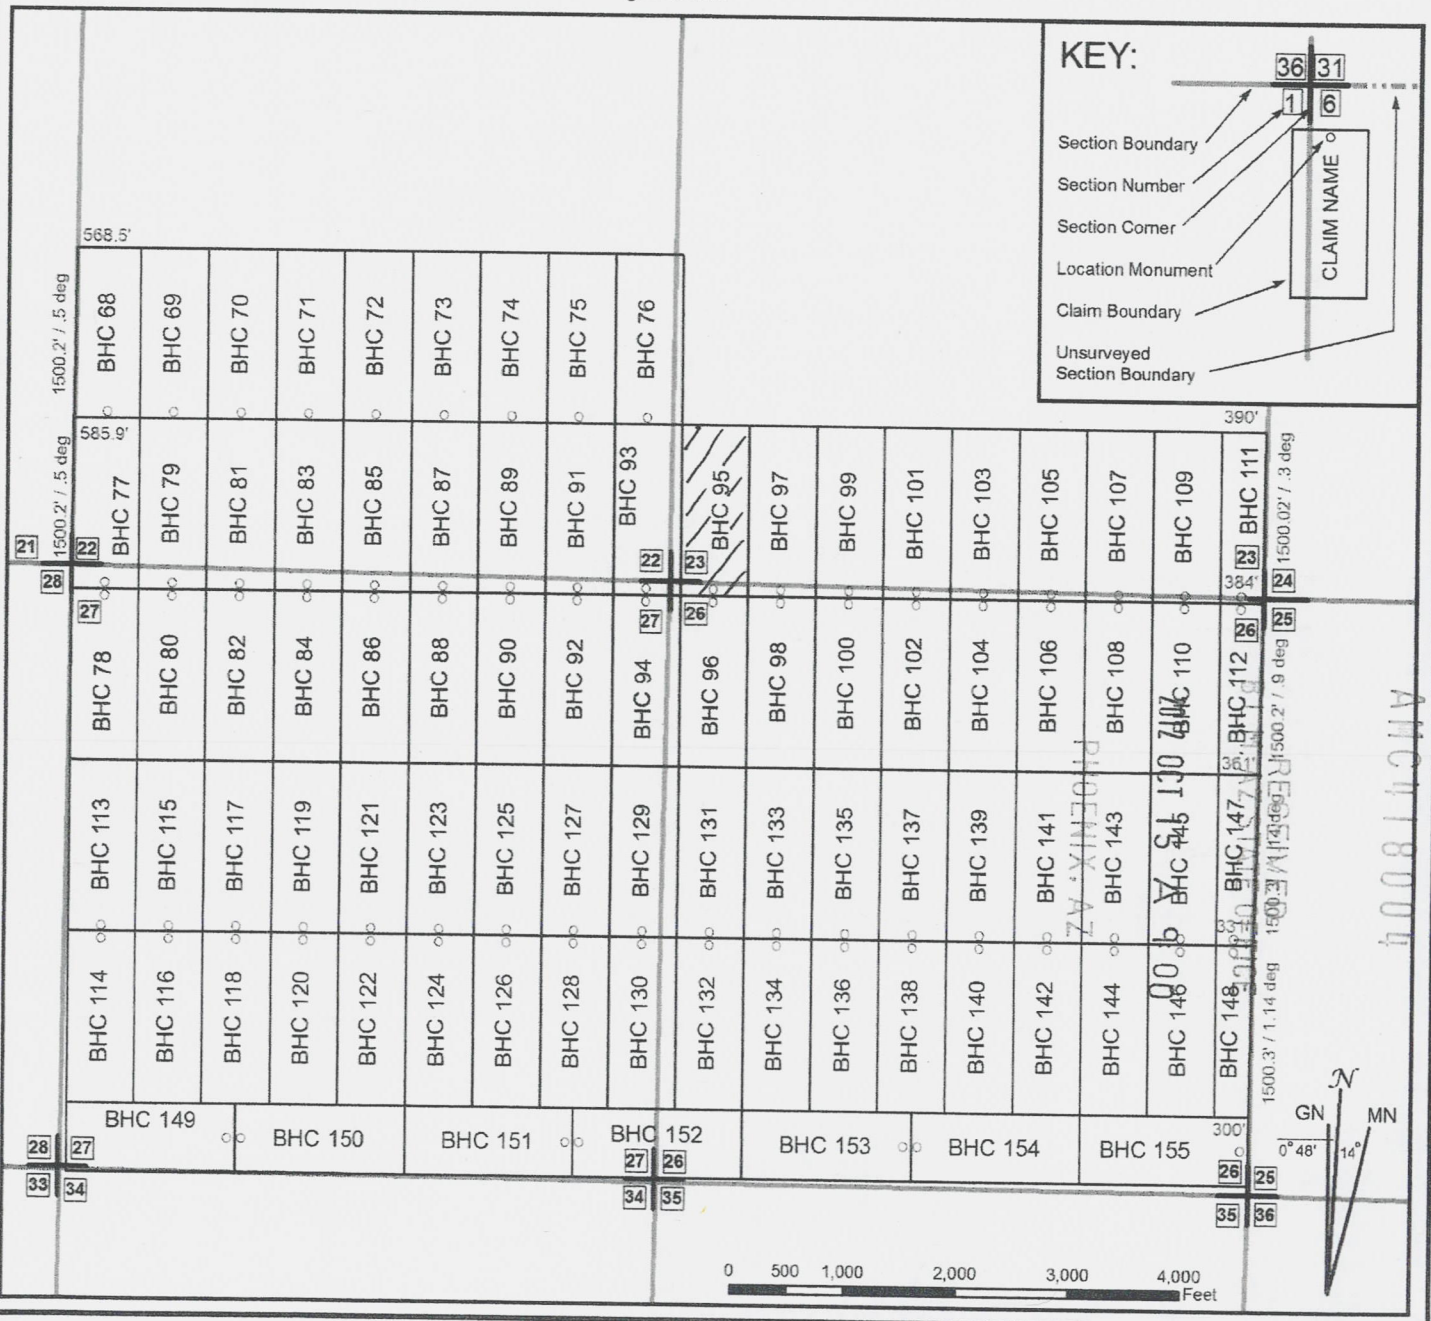 KEY:
36 31
1 6
Section Boundary
Section Number
Section Corner
Location Monument
Claim Boundary
Unsurveyed
Section Boundary
CLAIM NAME
568.5'
1500.2' / .5 deg
BHC 68
BHC 69
BHC 70
BHC 71
BHC 72
BHC 73
BHC 74
BHC 75
BHC 76
585.9'
390'
1500.2' / .5 deg
BHC 77
BHC 79
BHC 81
BHC 83
BHC 85
BHC 87
BHC 89
BHC 91
BHC 93
BHC 95
BHC 97
BHC 99
BHC 101
BHC 103
BHC 105
BHC 107
BHC 109
BHC 111
1500.02' / .3 deg
21 22
28 27
22 23
27 26
23 24
26 25
384'
BHC 78
BHC 80
BHC 82
BHC 84
BHC 86
BHC 88
BHC 90
BHC 92
BHC 94
BHC 96
BHC 98
BHC 100
BHC 102
BHC 104
BHC 106
BHC 108
BHC 110
BHC 112
1500.2' / .9 deg
361'
BHC 113
BHC 115
BHC 117
BHC 119
BHC 121
BHC 123
BHC 125
BHC 127
BHC 129
BHC 131
BHC 133
BHC 135
BHC 137
BHC 139
BHC 141
BHC 143
BHC 145
BHC 147
BHC 114
BHC 116
BHC 118
BHC 120
BHC 122
BHC 124
BHC 126
BHC 128
BHC 130
BHC 132
BHC 134
BHC 136
BHC 138
BHC 140
BHC 142
BHC 144
BHC 146
BHC 148
1500.3' / 1.14 deg
BHC 149
BHC 150
BHC 151
BHC 152
BHC 153
BHC 154
BHC 155
300'
28 27
33 34
27 26
34 35
26 25
35 36
RECEIVED
2012 OCT 15 A 9:00
PHOENIX, AZ
N
GN
MN
0°48'
14°
0 500 1,000 2,000 3,000 4,000
Feet